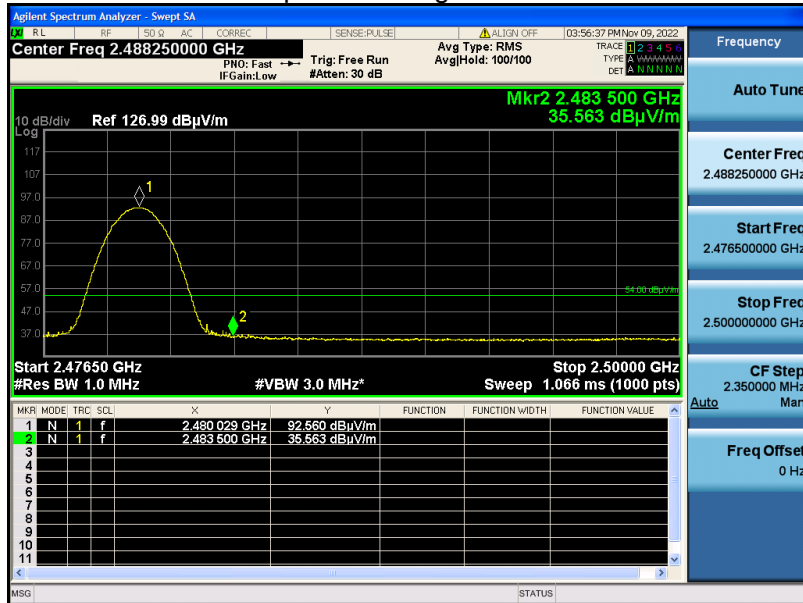 Agilent Spectrum Analyzer - Swept SA
LXI RL RF 50 Ω AC CORREC SENSE:PULSE ALIGN OFF 03:56:37 PM Nov 09, 2022
Center Freq 2.488250000 GHz
PNO: Fast
IFGain:Low
Trig: Free Run
#Atten: 30 dB
Avg Type: RMS
Avg|Hold: 100/100
TRACE 1 2 3 4 5 6
TYPE A WWWWW
DET A N N N N N
Mkr2 2.483 500 GHz
35.563 dBµV/m
10 dB/div Ref 126.99 dBµV/m
Log
117
107
97.0
87.0
77.0
67.0
57.0
47.0
37.0
1
2
54.00 dBµV/m
Start 2.47650 GHz Stop 2.50000 GHz
#Res BW 1.0 MHz #VBW 3.0 MHz* Sweep 1.066 ms (1000 pts)
MKR MODE TRC SCL X Y FUNCTION FUNCTION WIDTH FUNCTION VALUE
1 N 1 f 2.480 029 GHz 92.560 dBµV/m
2 N 1 f 2.483 500 GHz 35.563 dBµV/m
3
4
5
6
7
8
9
10
11
MSG STATUS
Frequency
Auto Tune
Center Freq
2.488250000 GHz
Start Freq
2.476500000 GHz
Stop Freq
2.500000000 GHz
CF Step
2.350000 MHz
Auto Man
Freq Offset
0 Hz